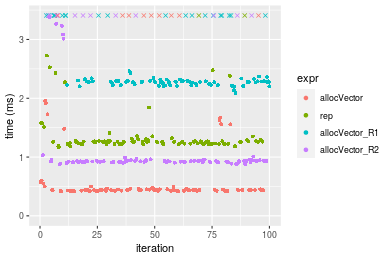 3
2
1
0
time (ms)
0
25
50
75
100
iteration
expr
allocVector
rep
allocVector_R1
allocVector_R2